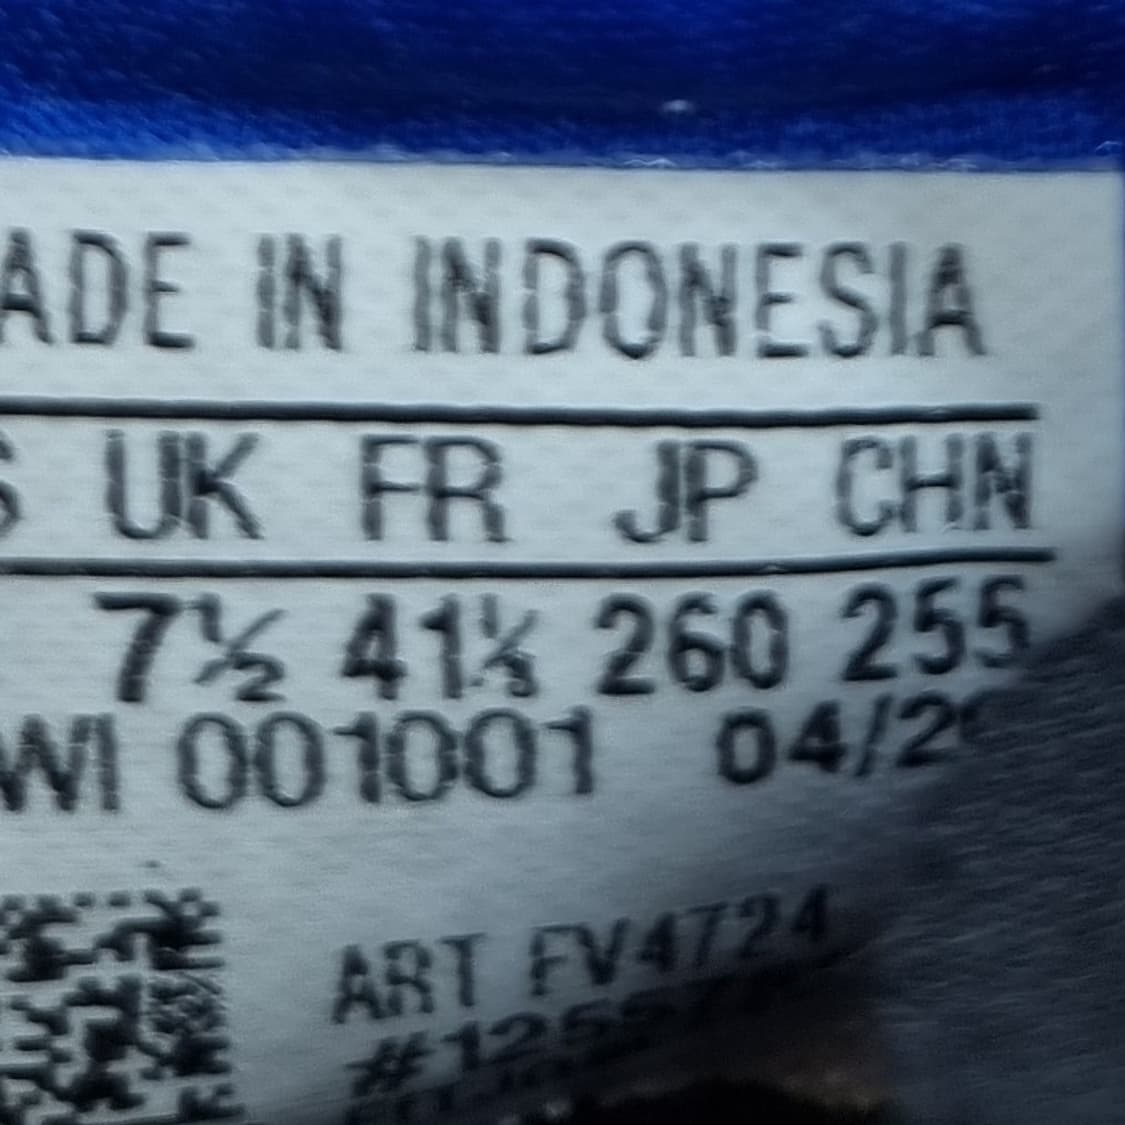 ADE IN INDONESIA
S UK FR JP CHN
7½ 41⅓ 260 255
WI 001001 04/2
ART FV4724